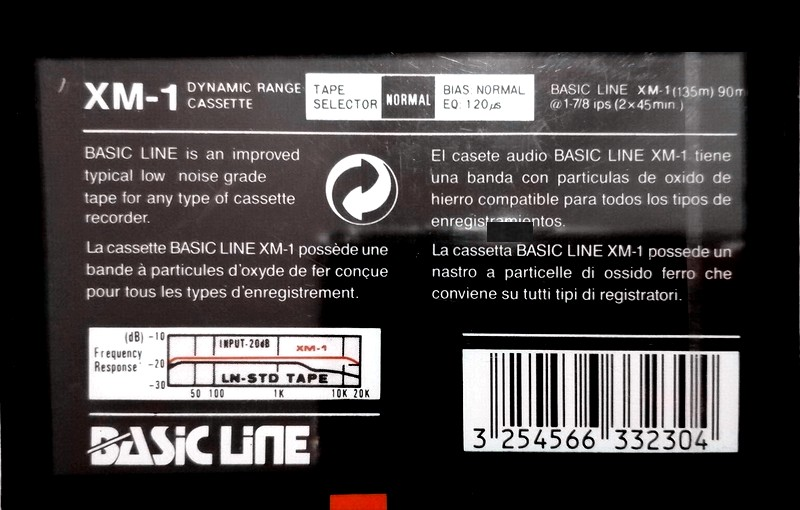 XM-1 DYNAMIC RANGE CASSETTE
TAPE SELECTOR NORMAL BIAS NORMAL EQ 120µs
BASIC LINE XM-1 (135m) 90m
@ 1-7/8 ips (2x45min.)
BASIC LINE is an improved
typical low noise grade
tape for any type of cassette
recorder.
La cassette BASIC LINE XM-1 possède une
bande à particules d'oxyde de fer conçue
pour tous les types d'enregistrement.
El casete audio BASIC LINE XM-1 tiene
una banda con particulas de oxido de
hierro compatible para todos los tipos de
enregistramientos.
La cassetta BASIC LINE XM-1 possede un
nastro a particelle di ossido ferro che
conviene su tutti tipi di registratori.
(dB) -10
Frequency Response -20
-30
INPUT-20dB
XM-1
LN-STD TAPE
50 100 1K 10K 20K
BASIC LINE
3 254566 332304